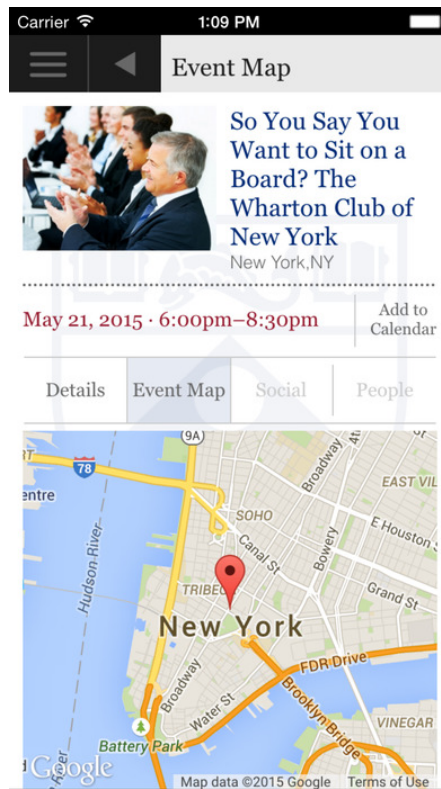 Carrier 1:09 PM
Event Map
So You Say You
Want to Sit on a
Board? The
Wharton Club of
New York
New York,NY
May 21, 2015 · 6:00pm–8:30pm
Add to
Calendar
Details Event Map Social People
9A
78
Broadway
EAST VIL
entre
SOHO
E Houston
Hudson River
Canal St
Bowery
TRIBEC
Grand St
New York
FDR Drive
Broadway
Water St
Brooklyn Bridge
VINEGAR
Battery Park
Google
Map data ©2015 Google Terms of Use